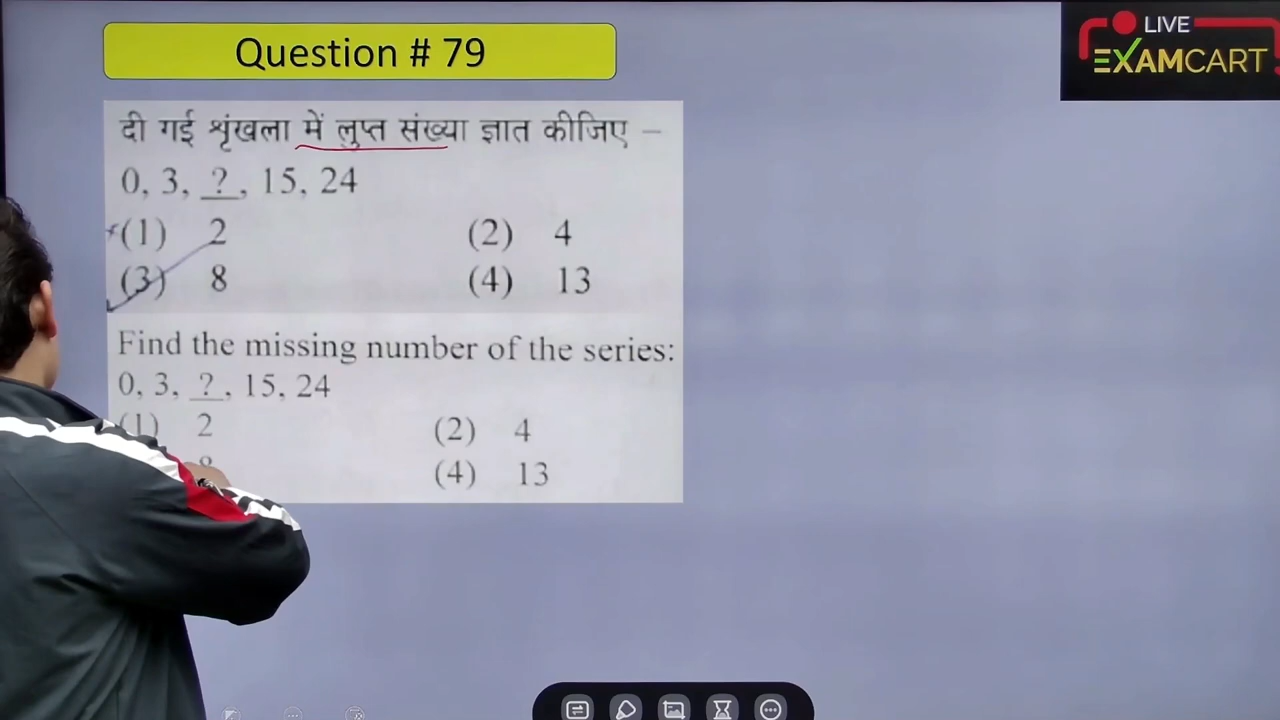 Question # 79
LIVE
EXAMCART
दी गई श्रृंखला में लुप्त संख्या ज्ञात कीजिए –
0, 3, ?, 15, 24
(1) 2 (2) 4
(3) 8 (4) 13
Find the missing number of the series:
0, 3, ?, 15, 24
(1) 2 (2) 4
8 (4) 13